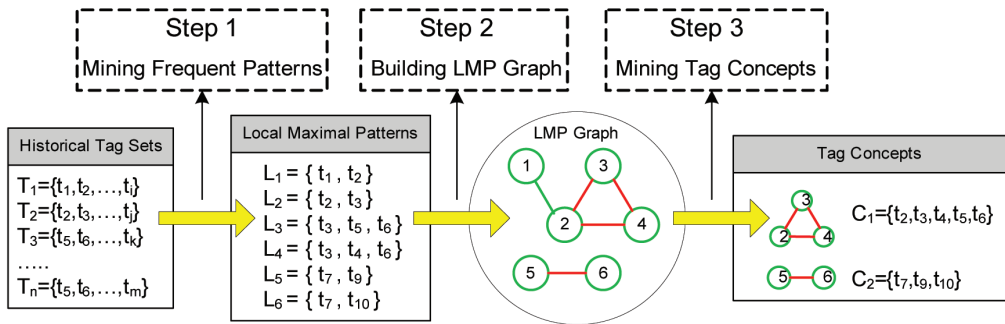 Step 1
Mining Frequent Patterns
Step 2
Building LMP Graph
Step 3
Mining Tag Concepts
Historical Tag Sets
T1={t1,t2,...,ti}
T2={t2,t3,...,tj}
T3={t5,t6,...,tk}
.....
Tn={t5,t6,...,tm}
Local Maximal Patterns
L1 = { t1 , t2 }
L2 = { t2 , t3 }
L3 = { t3 , t5 , t6 }
L4 = { t3 , t4 , t6 }
L5 = { t7 , t9 }
L6 = { t7 , t10 }
LMP Graph
1
3
2
4
5
6
Tag Concepts
3
2
4
C1={t2,t3,t4,t5,t6}
5
6
C2={t7,t9,t10}